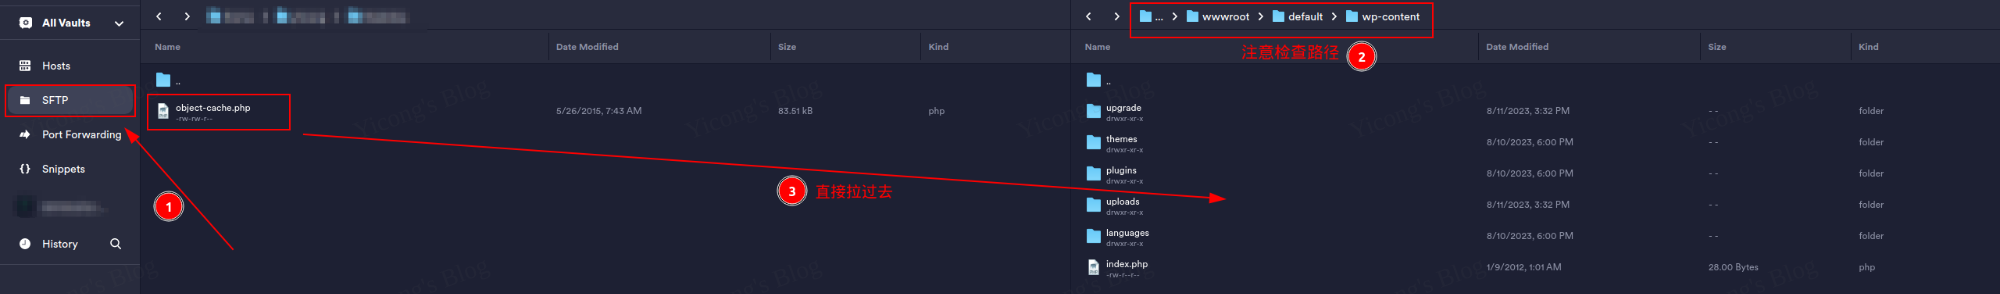 All Vaults
Hosts
SFTP
Port Forwarding
Snippets
History
1
Name Date Modified Size Kind
..
object-cache.php 5/26/2015, 7:43 AM 83.51 kB php
-rw-rw-r--
3 直接拉过去
... wwwroot default wp-content
注意检查路径 2
Name Date Modified Size Kind
..
upgrade 8/11/2023, 3:32 PM -- folder
drwxr-xr-x
themes 8/10/2023, 6:00 PM -- folder
drwxr-xr-x
plugins 8/10/2023, 6:00 PM -- folder
drwxr-xr-x
uploads 8/11/2023, 3:32 PM -- folder
drwxr-xr-x
languages 8/10/2023, 6:00 PM -- folder
drwxr-xr-x
index.php 1/9/2012, 1:01 AM 28.00 Bytes php
-rw-r--r--
Yicong's Blog